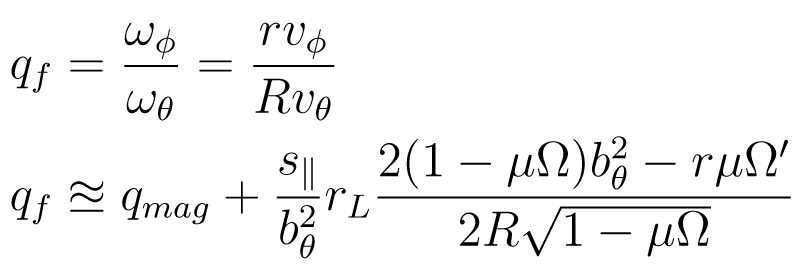 q_f = \frac{\omega_\phi}{\omega_\theta} = \frac{r v_\phi}{R v_\theta}
q_f \approxeq q_{mag} + \frac{s_\parallel}{b_\theta^2} r_L \frac{2(1 - \mu\Omega) b_\theta^2 - r\mu\Omega'}{2R\sqrt{1 - \mu\Omega}}